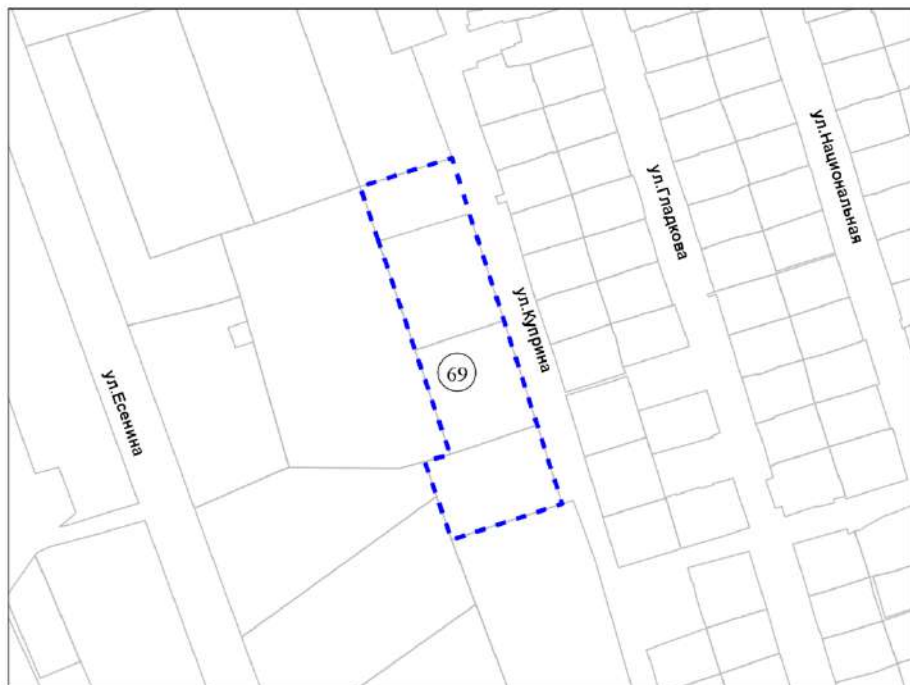 ул.Национальная
ул.Гладкова
ул.Куприна
69
ул.Есенина